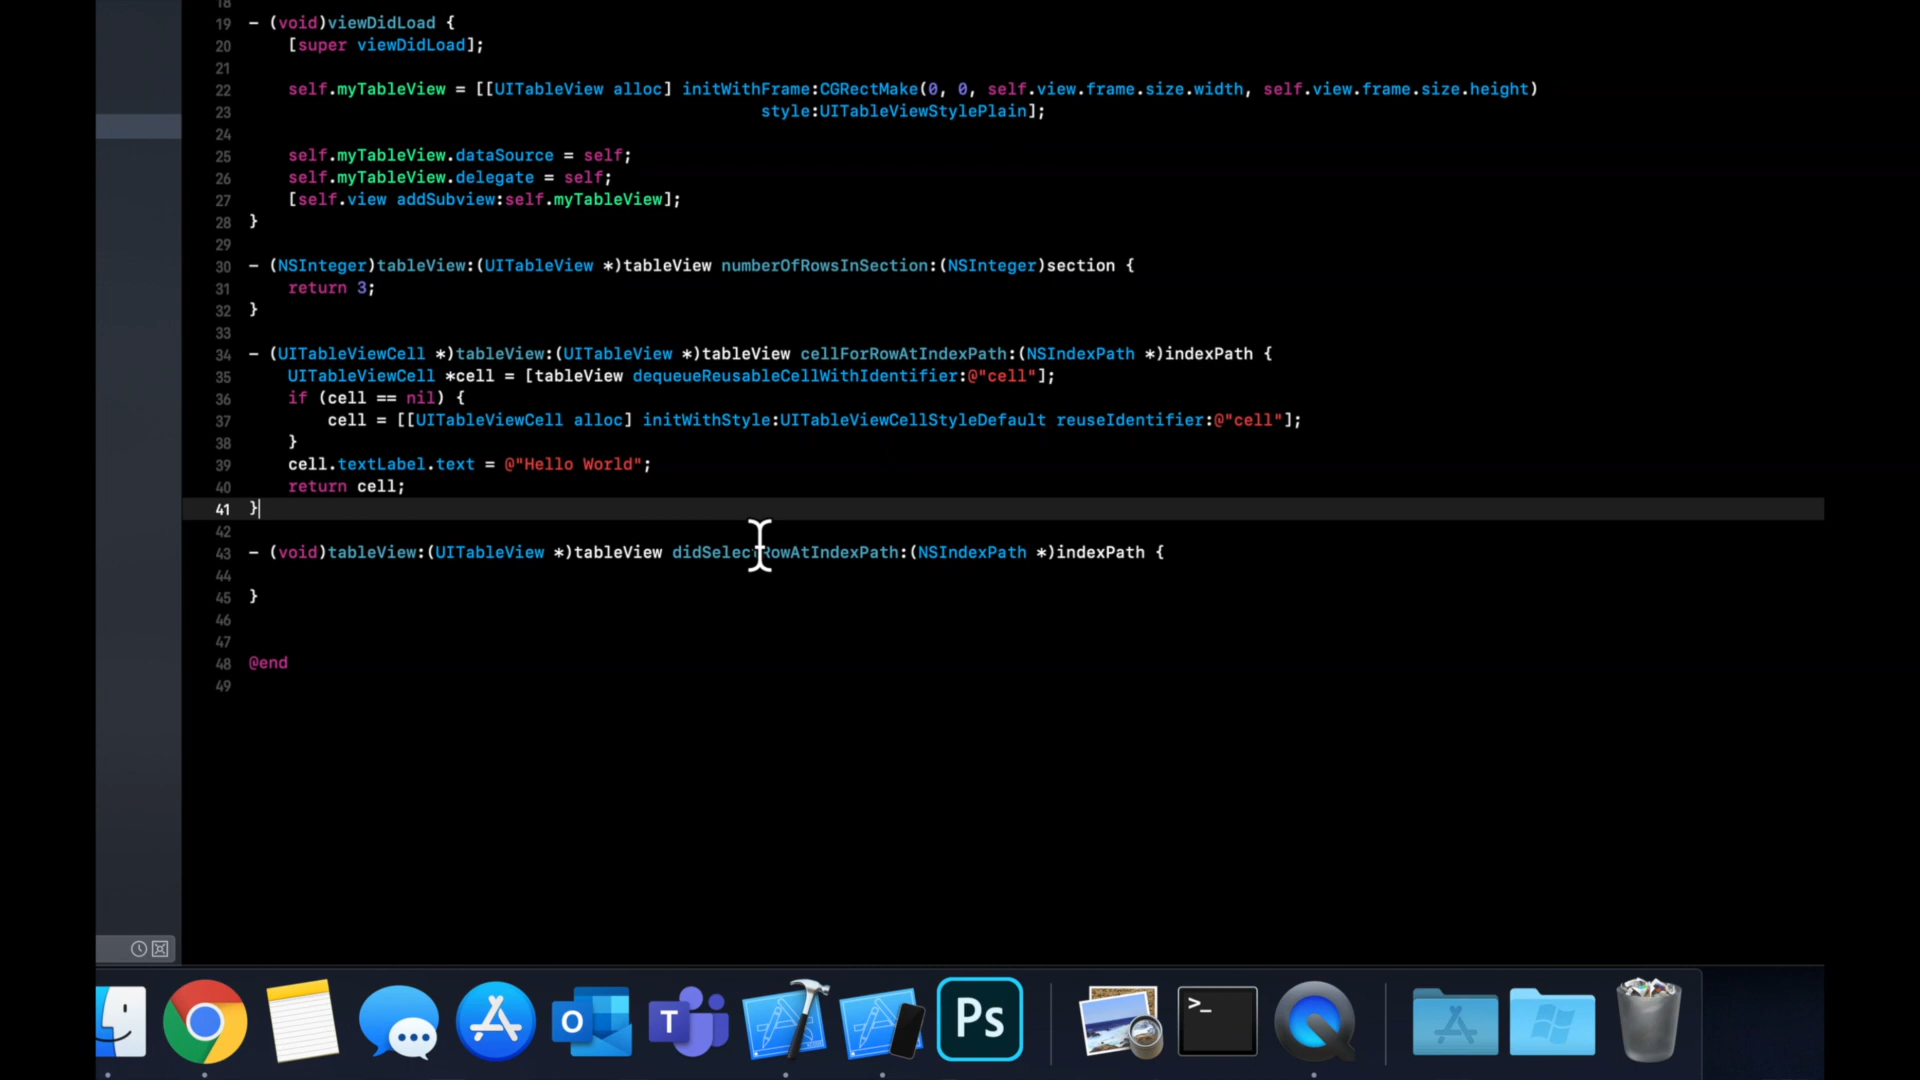 18
19 - (void)viewDidLoad {
20 [super viewDidLoad];
21
22 self.myTableView = [[UITableView alloc] initWithFrame:CGRectMake(0, 0, self.view.frame.size.width, self.view.frame.size.height)
23 style:UITableViewStylePlain];
24
25 self.myTableView.dataSource = self;
26 self.myTableView.delegate = self;
27 [self.view addSubview:self.myTableView];
28 }
29
30 - (NSInteger)tableView:(UITableView *)tableView numberOfRowsInSection:(NSInteger)section {
31 return 3;
32 }
33
34 - (UITableViewCell *)tableView:(UITableView *)tableView cellForRowAtIndexPath:(NSIndexPath *)indexPath {
35 UITableViewCell *cell = [tableView dequeueReusableCellWithIdentifier:@"cell"];
36 if (cell == nil) {
37 cell = [[UITableViewCell alloc] initWithStyle:UITableViewCellStyleDefault reuseIdentifier:@"cell"];
38 }
39 cell.textLabel.text = @"Hello World";
40 return cell;
41 }
42
43 - (void)tableView:(UITableView *)tableView didSelectRowAtIndexPath:(NSIndexPath *)indexPath {
44
45 }
46
47
48 @end
49
O T Ps >_